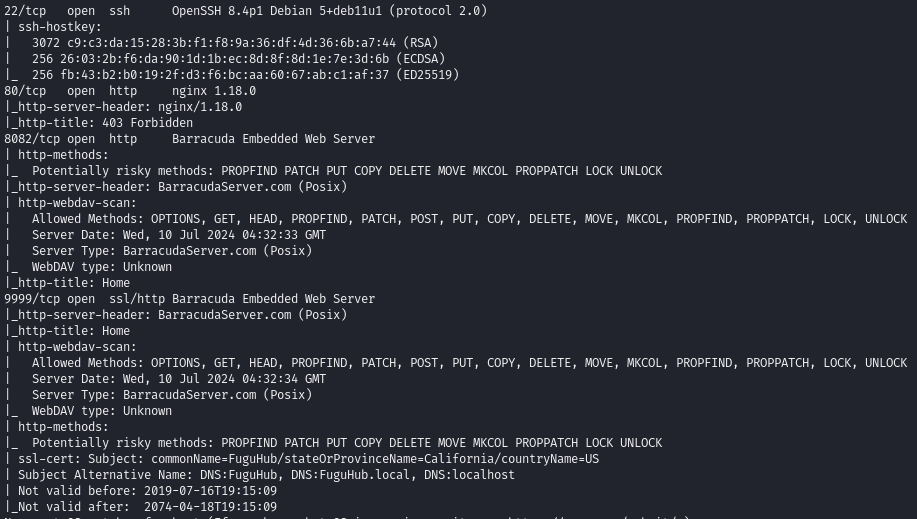 22/tcp   open  ssh      OpenSSH 8.4p1 Debian 5+deb11u1 (protocol 2.0)
| ssh-hostkey:
|   3072 c9:c3:da:15:28:3b:f1:f8:9a:36:df:4d:36:6b:a7:44 (RSA)
|   256 26:03:2b:f6:da:90:1d:1b:ec:8d:8f:8d:1e:7e:3d:6b (ECDSA)
|_  256 fb:43:b2:b0:19:2f:d3:f6:bc:aa:60:67:ab:c1:af:37 (ED25519)
80/tcp   open  http     nginx 1.18.0
|_http-server-header: nginx/1.18.0
|_http-title: 403 Forbidden
8082/tcp open  http     Barracuda Embedded Web Server
| http-methods:
|_  Potentially risky methods: PROPFIND PATCH PUT COPY DELETE MOVE MKCOL PROPPATCH LOCK UNLOCK
|_http-server-header: BarracudaServer.com (Posix)
| http-webdav-scan:
|   Allowed Methods: OPTIONS, GET, HEAD, PROPFIND, PATCH, POST, PUT, COPY, DELETE, MOVE, MKCOL, PROPFIND, PROPPATCH, LOCK, UNLOCK
|   Server Date: Wed, 10 Jul 2024 04:32:33 GMT
|   Server Type: BarracudaServer.com (Posix)
|_  WebDAV type: Unknown
|_http-title: Home
9999/tcp open  ssl/http Barracuda Embedded Web Server
|_http-server-header: BarracudaServer.com (Posix)
|_http-title: Home
| http-webdav-scan:
|   Allowed Methods: OPTIONS, GET, HEAD, PROPFIND, PATCH, POST, PUT, COPY, DELETE, MOVE, MKCOL, PROPFIND, PROPPATCH, LOCK, UNLOCK
|   Server Date: Wed, 10 Jul 2024 04:32:34 GMT
|   Server Type: BarracudaServer.com (Posix)
|_  WebDAV type: Unknown
| http-methods:
|_  Potentially risky methods: PROPFIND PATCH PUT COPY DELETE MOVE MKCOL PROPPATCH LOCK UNLOCK
| ssl-cert: Subject: commonName=FuguHub/stateOrProvinceName=California/countryName=US
| Subject Alternative Name: DNS:FuguHub, DNS:FuguHub.local, DNS:localhost
| Not valid before: 2019-07-16T19:15:09
|_Not valid after:  2074-04-18T19:15:09